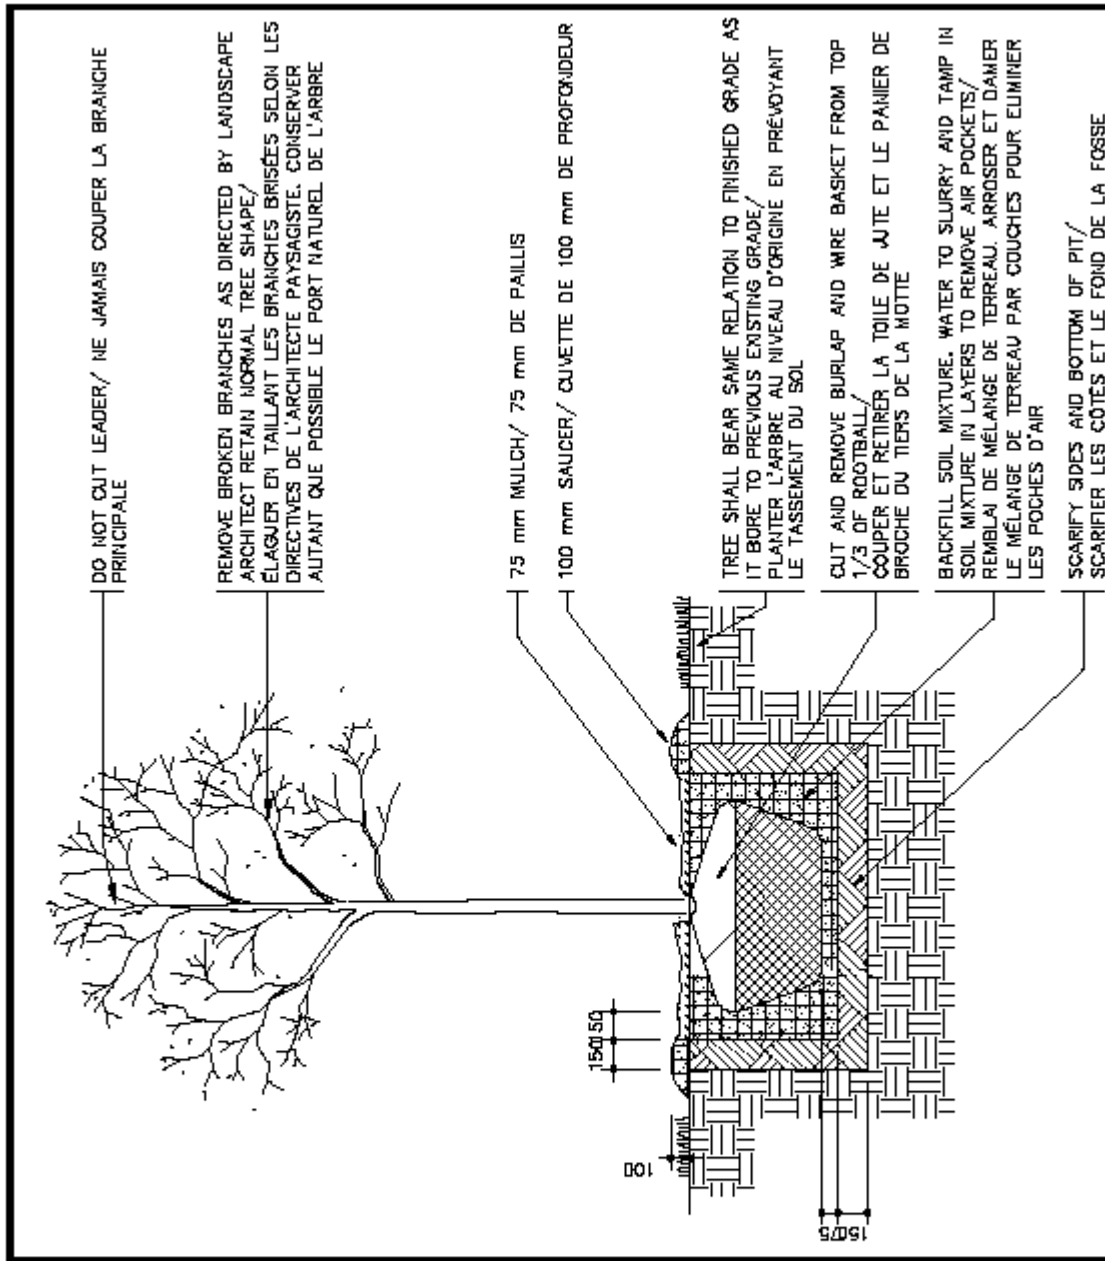 DO NOT CUT LEADER/ NE JAMAIS COUPER LA BRANCHE
PRINCIPALE
REMOVE BROKEN BRANCHES AS DIRECTED BY LANDSCAPE
ARCHITECT RETAIN NORMAL TREE SHAPE/
ÉLAGUER EN TAILLANT LES BRANCHES BRISÉES SELON LES
DIRECTIVES DE L'ARCHITECTE PAYSAGISTE. CONSERVER
AUTANT QUE POSSIBLE LE PORT NATUREL DE L'ARBRE
75 mm MULCH/ 75 mm DE PAILLIS
100 mm SAUCER/ CUVETTE DE 100 mm DE PROFONDEUR
TREE SHALL BEAR SAME RELATION TO FINISHED GRADE AS
IT BORE TO PREVIOUS EXISTING GRADE/
PLANTER L'ARBRE AU NIVEAU D'ORIGINE EN PRÉVOYANT
LE TASSEMENT DU SOL
CUT AND REMOVE BURLAP AND WIRE BASKET FROM TOP
1/3 OF ROOTBALL/
COUPER ET RETIRER LA TOILE DE JUTE ET LE PANIER DE
BROCHE DU TIERS DE LA MOTTE
BACKFILL SOIL MIXTURE. WATER TO SLURRY AND TAMP IN
SOIL MIXTURE IN LAYERS TO REMOVE AIR POCKETS/
REMBLAI DE MÉLANGE DE TERREAU. ARROSER ET DAMER
LE MÉLANGE DE TERREAU PAR COUCHES POUR ELIMINER
LES POCHES D'AIR
SCARIFY SIDES AND BOTTOM OF PIT/
SCARIFIER LES CÔTÉS ET LE FOND DE LA FOSSE
150 150
100
150 75